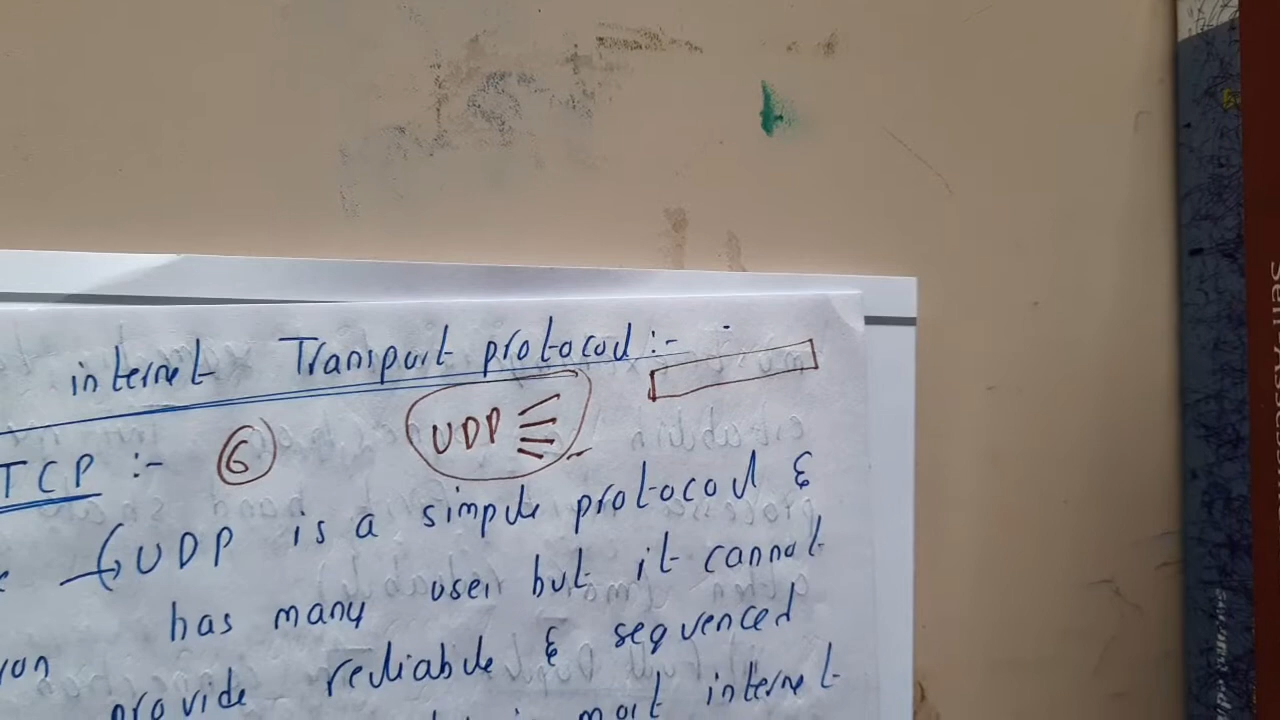 internet Transport protocol :-
TCP :- 6 UDP
UDP is a simple protocol &
has many user but it cannot
provide reliable & sequenced
most internet